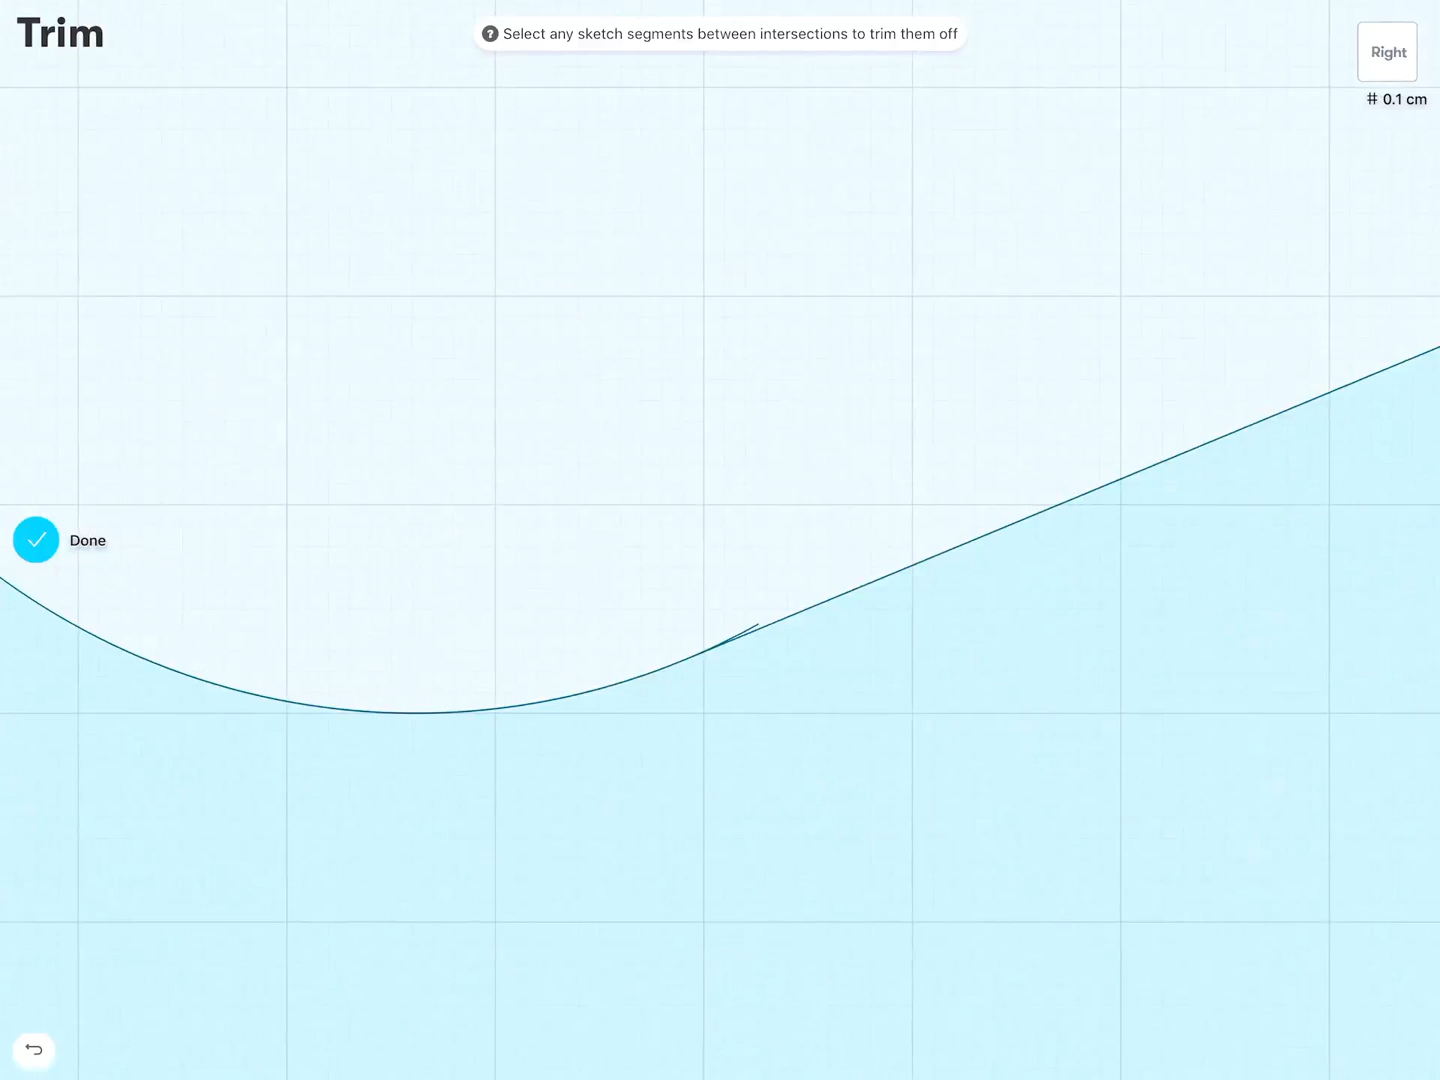 Trim
Select any sketch segments between intersections to trim them off
Right
# 0.1 cm
Done